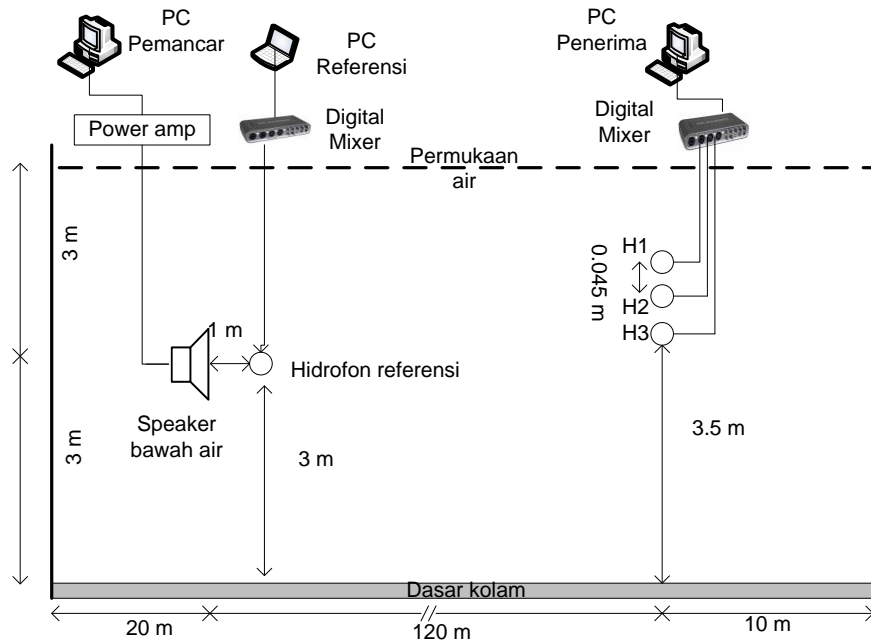 PC
Pemancar
PC
Referensi
PC
Penerima
Power amp
Digital
Mixer
Digital
Mixer
Permukaan
air
3 m
H1
0.045 m
H2
H3
1 m
Hidrofon referensi
Speaker
bawah air
3 m
3 m
3.5 m
Dasar kolam
20 m
120 m
10 m